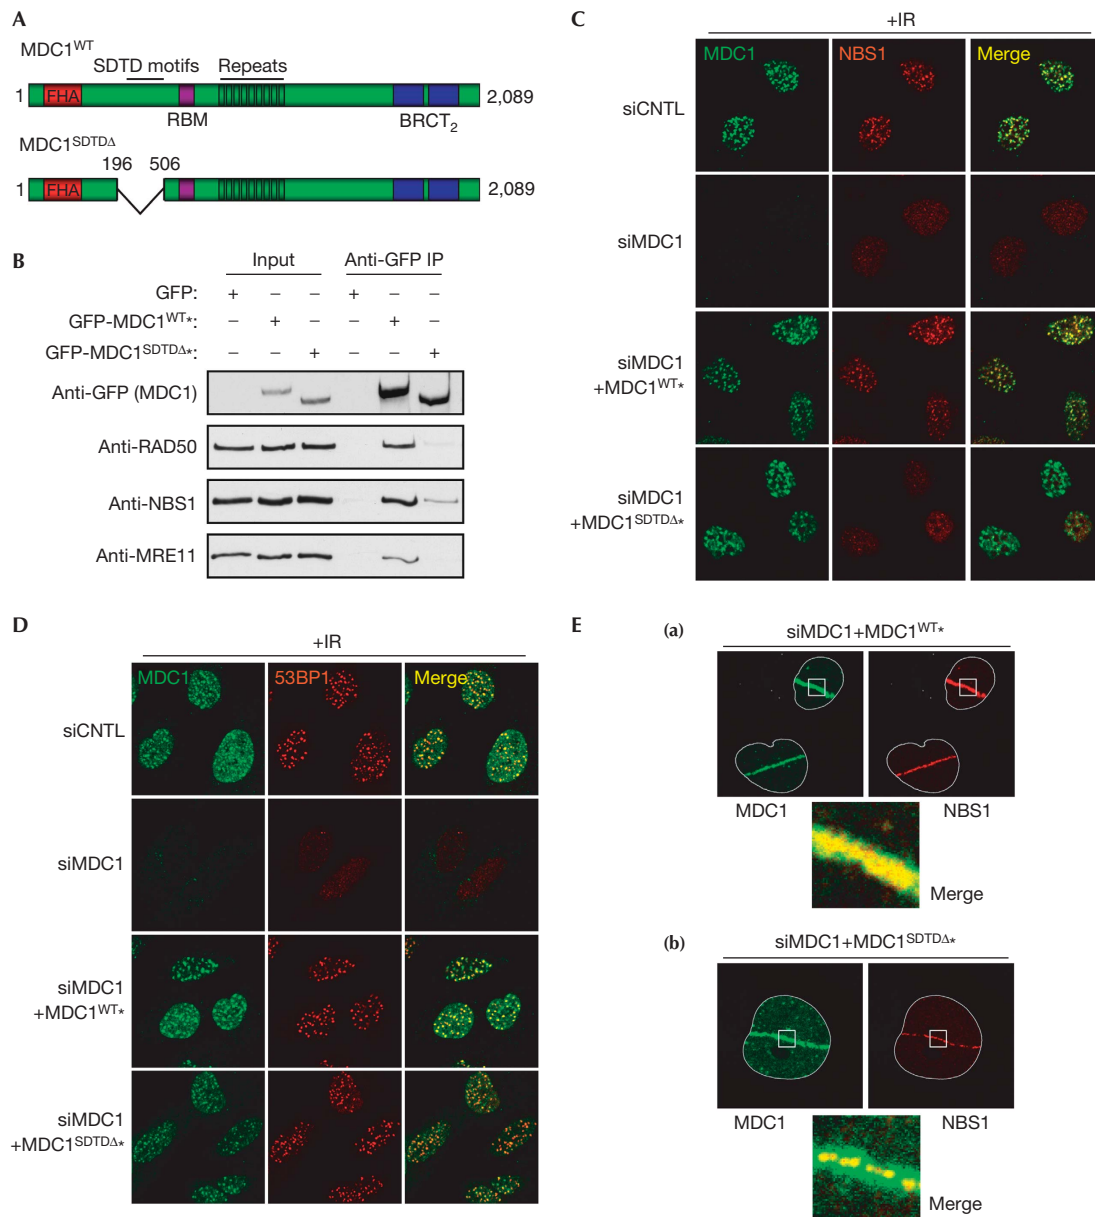 A
MDC1WT
SDTD motifs Repeats
1 FHA 2,089
RBM BRCT2
MDC1SDTDΔ
196 506
1 FHA 2,089
B
Input Anti-GFP IP
GFP: + – – + – –
GFP-MDC1WT*: – + – – + –
GFP-MDC1SDTDΔ*: – – + – – +
Anti-GFP (MDC1)
Anti-RAD50
Anti-NBS1
Anti-MRE11
C
+IR
MDC1 NBS1 Merge
siCNTL
siMDC1
siMDC1
+MDC1WT*
siMDC1
+MDC1SDTDΔ*
D
+IR
MDC1 53BP1 Merge
siCNTL
siMDC1
siMDC1
+MDC1WT*
siMDC1
+MDC1SDTDΔ*
E
(a) siMDC1+MDC1WT*
MDC1 NBS1
Merge
(b) siMDC1+MDC1SDTDΔ*
MDC1 NBS1
Merge